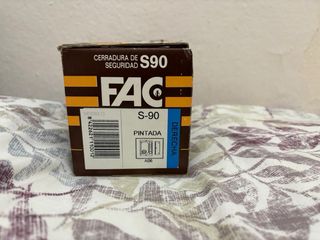 CERRADURA DE
SEGURIDAD S90
FAC
S-90
PINTADA
DERECHA